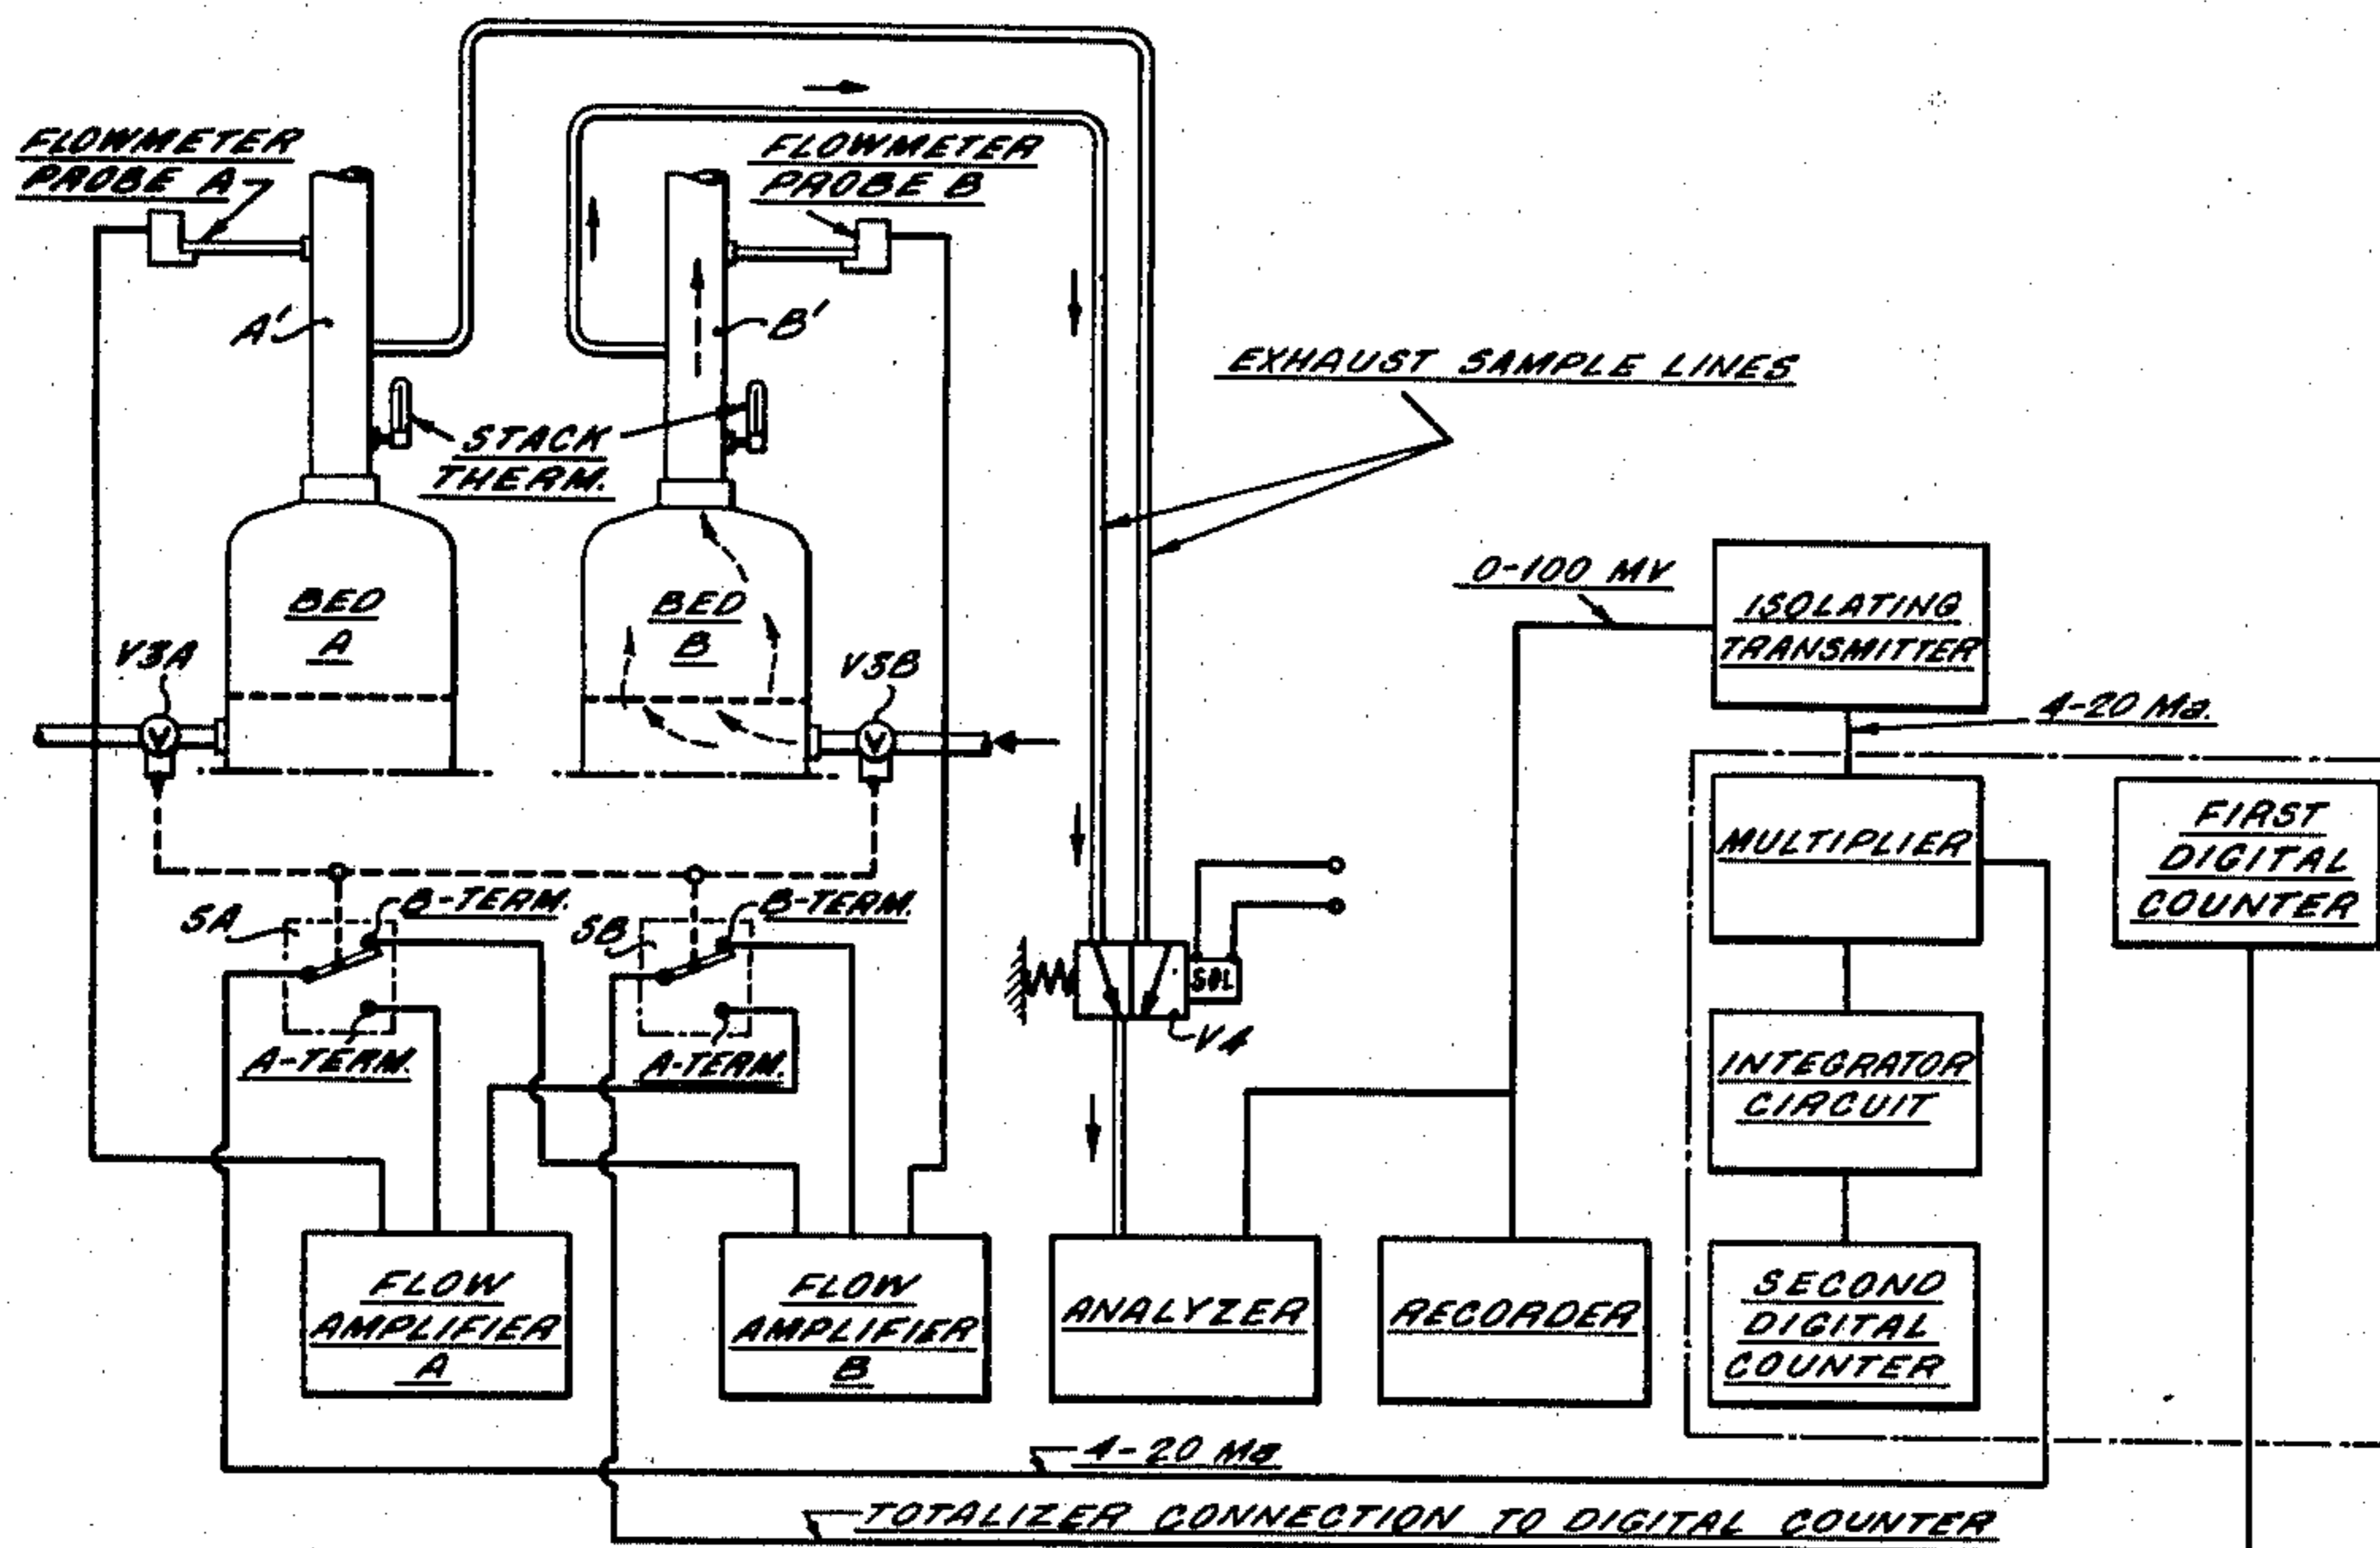 FLOWMETER
PROBE A
FLOWMETER
PROBE B
A'
B'
EXHAUST SAMPLE LINES
STACK
THERM.
0-100 MV
ISOLATING
TRANSMITTER
BED
A
BED
B
V3A
V3B
4-20 Ma.
MULTIPLIER
FIRST
DIGITAL
COUNTER
SA
B-TERM.
SB
B-TERM.
SOL
V4
A-TERM.
A-TERM.
INTEGRATOR
CIRCUIT
FLOW
AMPLIFIER
A
FLOW
AMPLIFIER
B
ANALYZER
RECORDER
SECOND
DIGITAL
COUNTER
4-20 Ma
TOTALIZER CONNECTION TO DIGITAL COUNTER
V
V